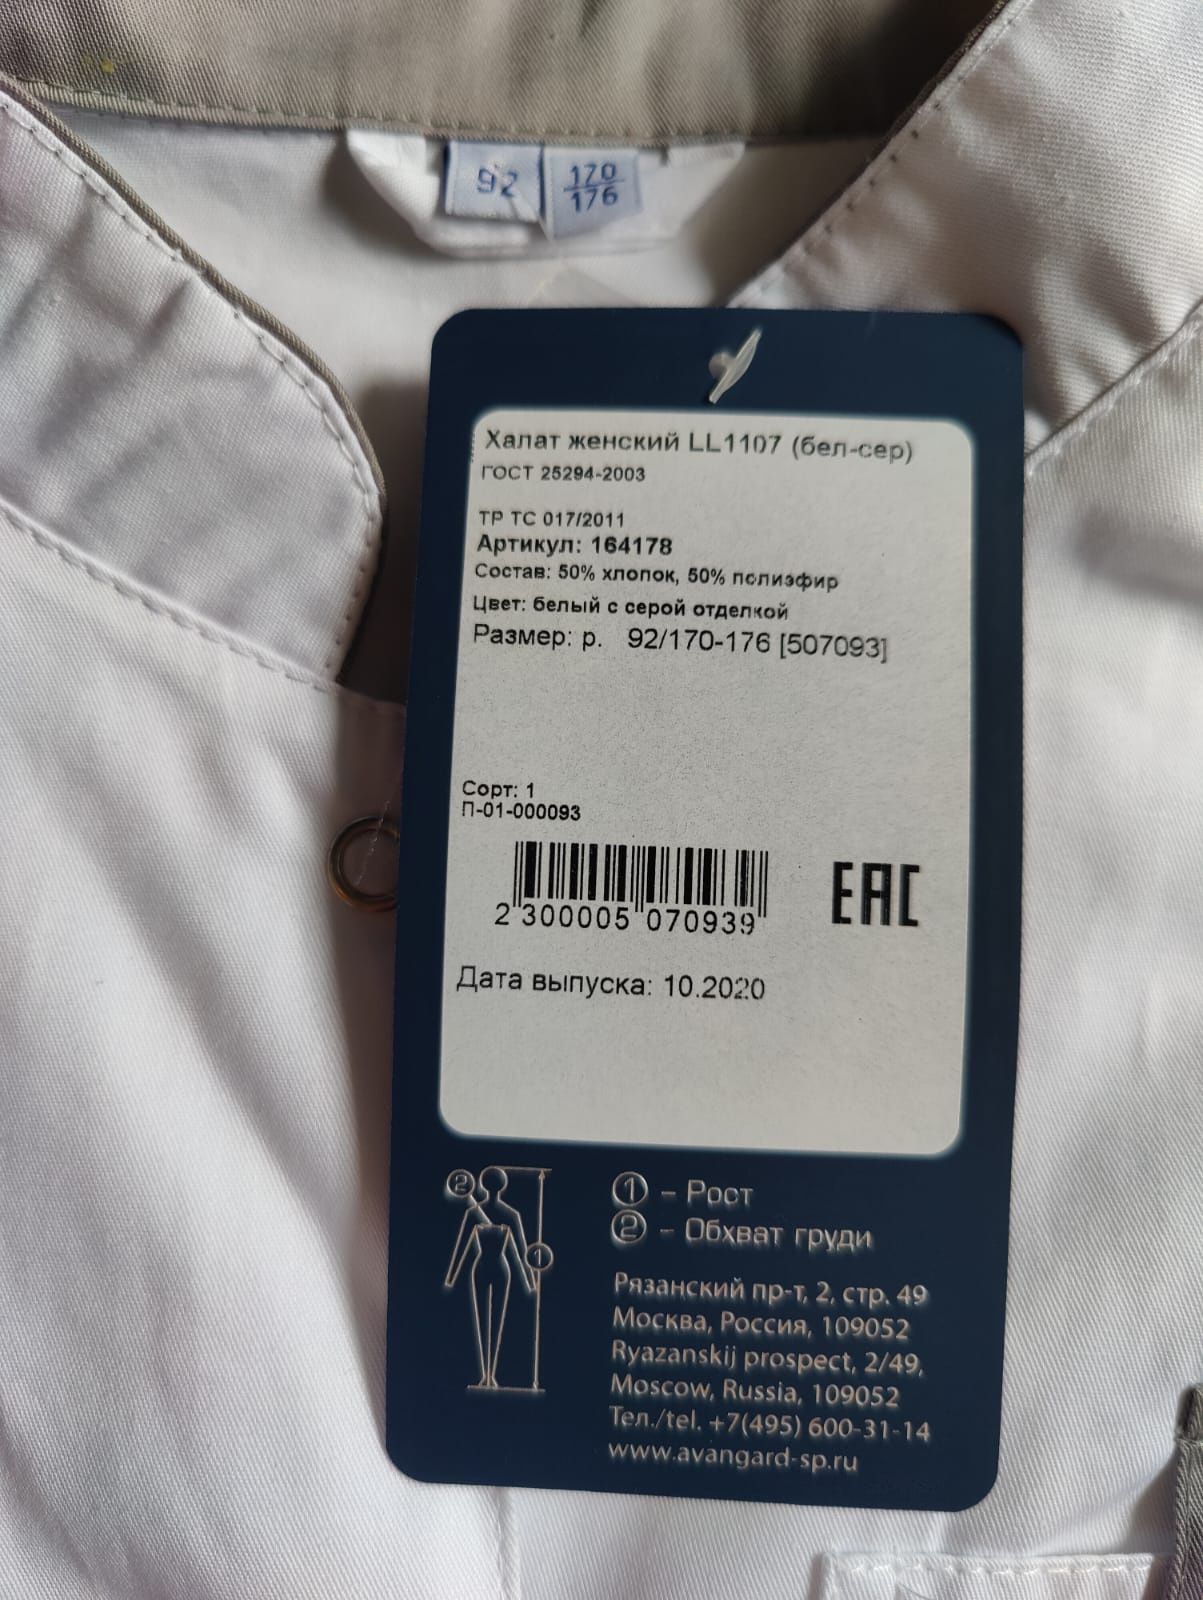 92
170
176
Халат женский LL1107 (бел-сер)
ГОСТ 25294-2003
ТР ТС 017/2011
Артикул: 164178
Состав: 50% хлопок, 50% полиэфир
Цвет: белый с серой отделкой
Размер: р. 92/170-176 [507093]
Сорт: 1
П-01-000093
2 300005 070939
EAC
Дата выпуска: 10.2020
2
1
1 – Рост
2 – Обхват груди
Рязанский пр-т, 2, стр. 49
Москва, Россия, 109052
Ryazanskij prospect, 2/49,
Moscow, Russia, 109052
Тел./tel. +7(495) 600-31-14
www.avangard-sp.ru